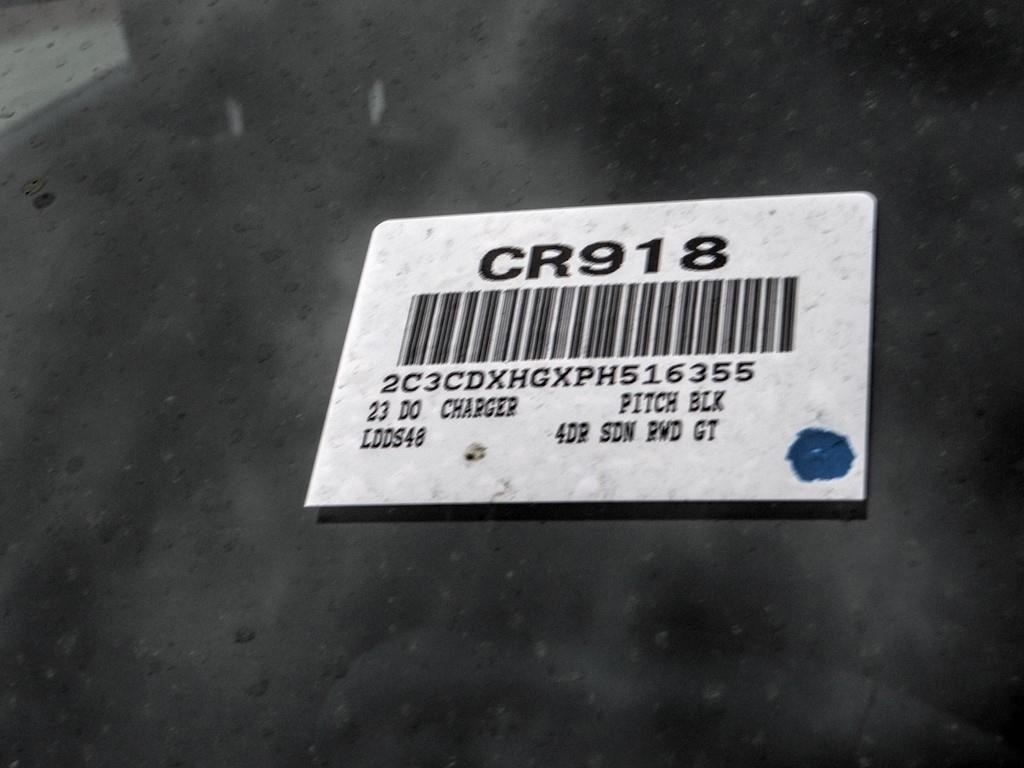 CR918
2C3CDXHGXPH516355
23 DO CHARGER PITCH BLK
LDDS48 4DR SDN RWD GT